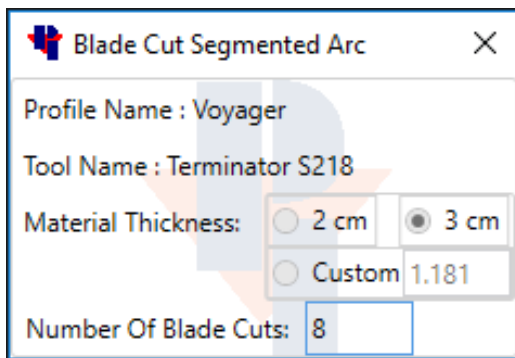 Blade Cut Segmented Arc
Profile Name : Voyager
Tool Name : Terminator S218
Material Thickness: 2 cm 3 cm
Custom 1.181
Number Of Blade Cuts: 8